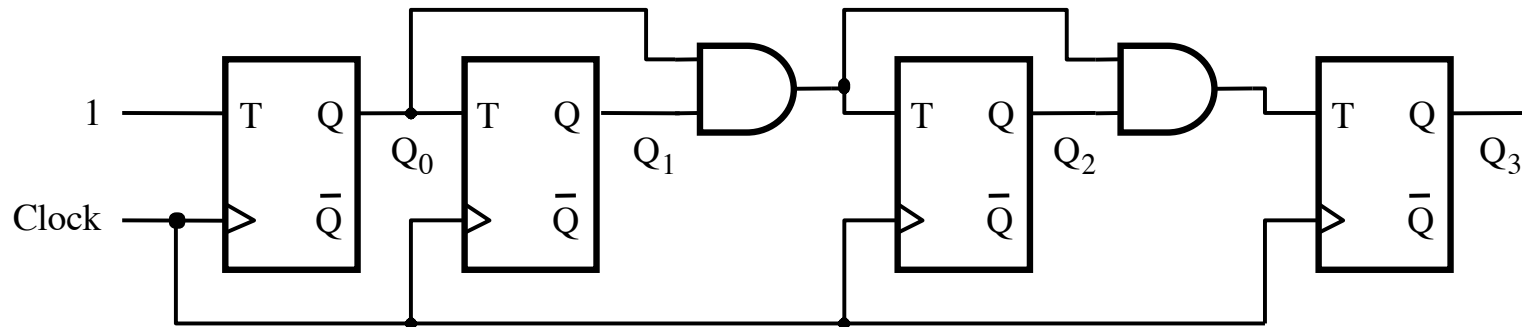 1 T Q T Q T Q T Q
Q₀ Q₁ Q₂ Q₃
Clock Q̅ Q̅ Q̅ Q̅